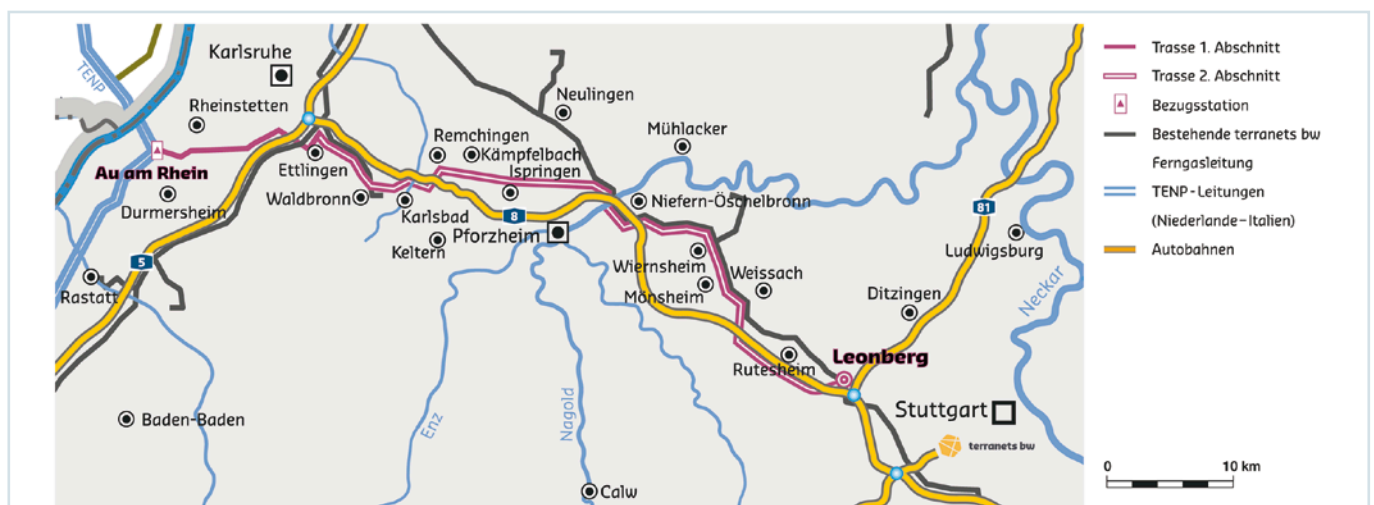 Karlsruhe
TENP
Rheinstetten
Neulingen
Mühlacker
Remchingen
Kämpfelbach
Ispringen
Au am Rhein
Ettlingen
Durmersheim
Waldbronn
Karlsbad
Niefern-Öschelbronn
8
81
Pforzheim
Keltern
Ludwigsburg
5
Wiernsheim
Weissach
Rastatt
Mönsheim
Ditzingen
Neckar
Rutesheim
Leonberg
Baden-Baden
Enz
Nagold
Stuttgart
terranets bw
Calw
Trasse 1. Abschnitt
Trasse 2. Abschnitt
Bezugsstation
Bestehende terranets bw
Ferngasleitung
TENP-Leitungen
(Niederlande–Italien)
Autobahnen
0 10 km